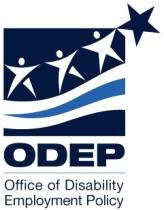 ODEP
Office of Disability
Employment Policy